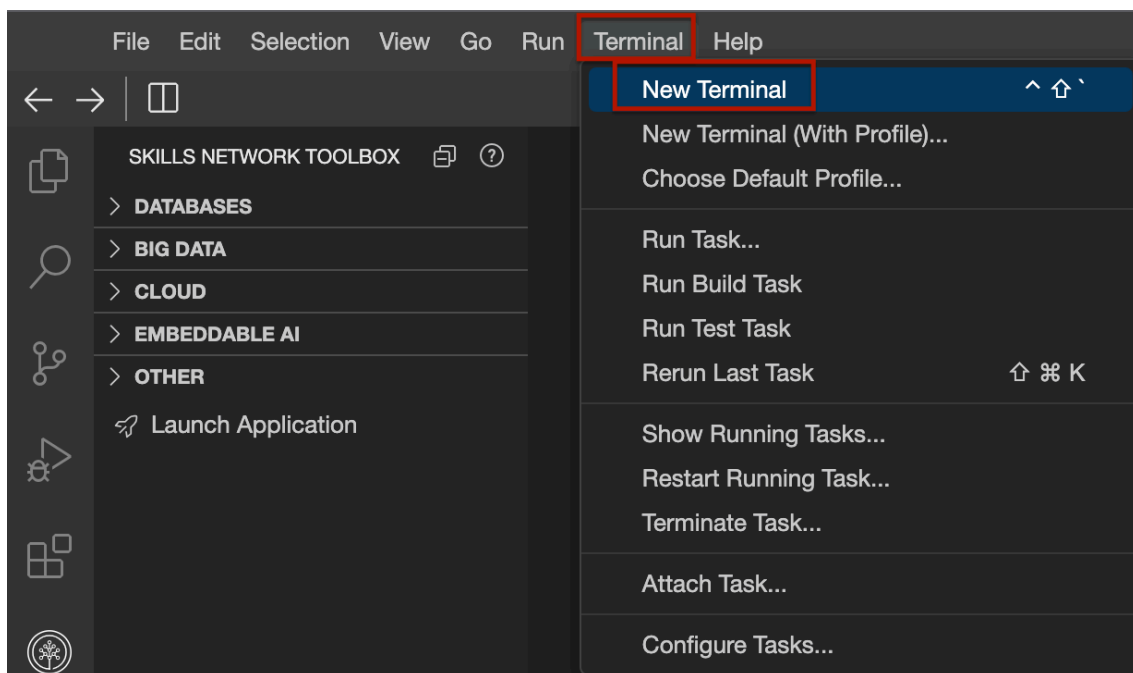 File Edit Selection View Go Run Terminal Help
SKILLS NETWORK TOOLBOX
DATABASES
BIG DATA
CLOUD
EMBEDDABLE AI
OTHER
Launch Application
New Terminal ^ ⇧ `
New Terminal (With Profile)...
Choose Default Profile...
Run Task...
Run Build Task
Run Test Task
Rerun Last Task ⇧ ⌘ K
Show Running Tasks...
Restart Running Task...
Terminate Task...
Attach Task...
Configure Tasks...